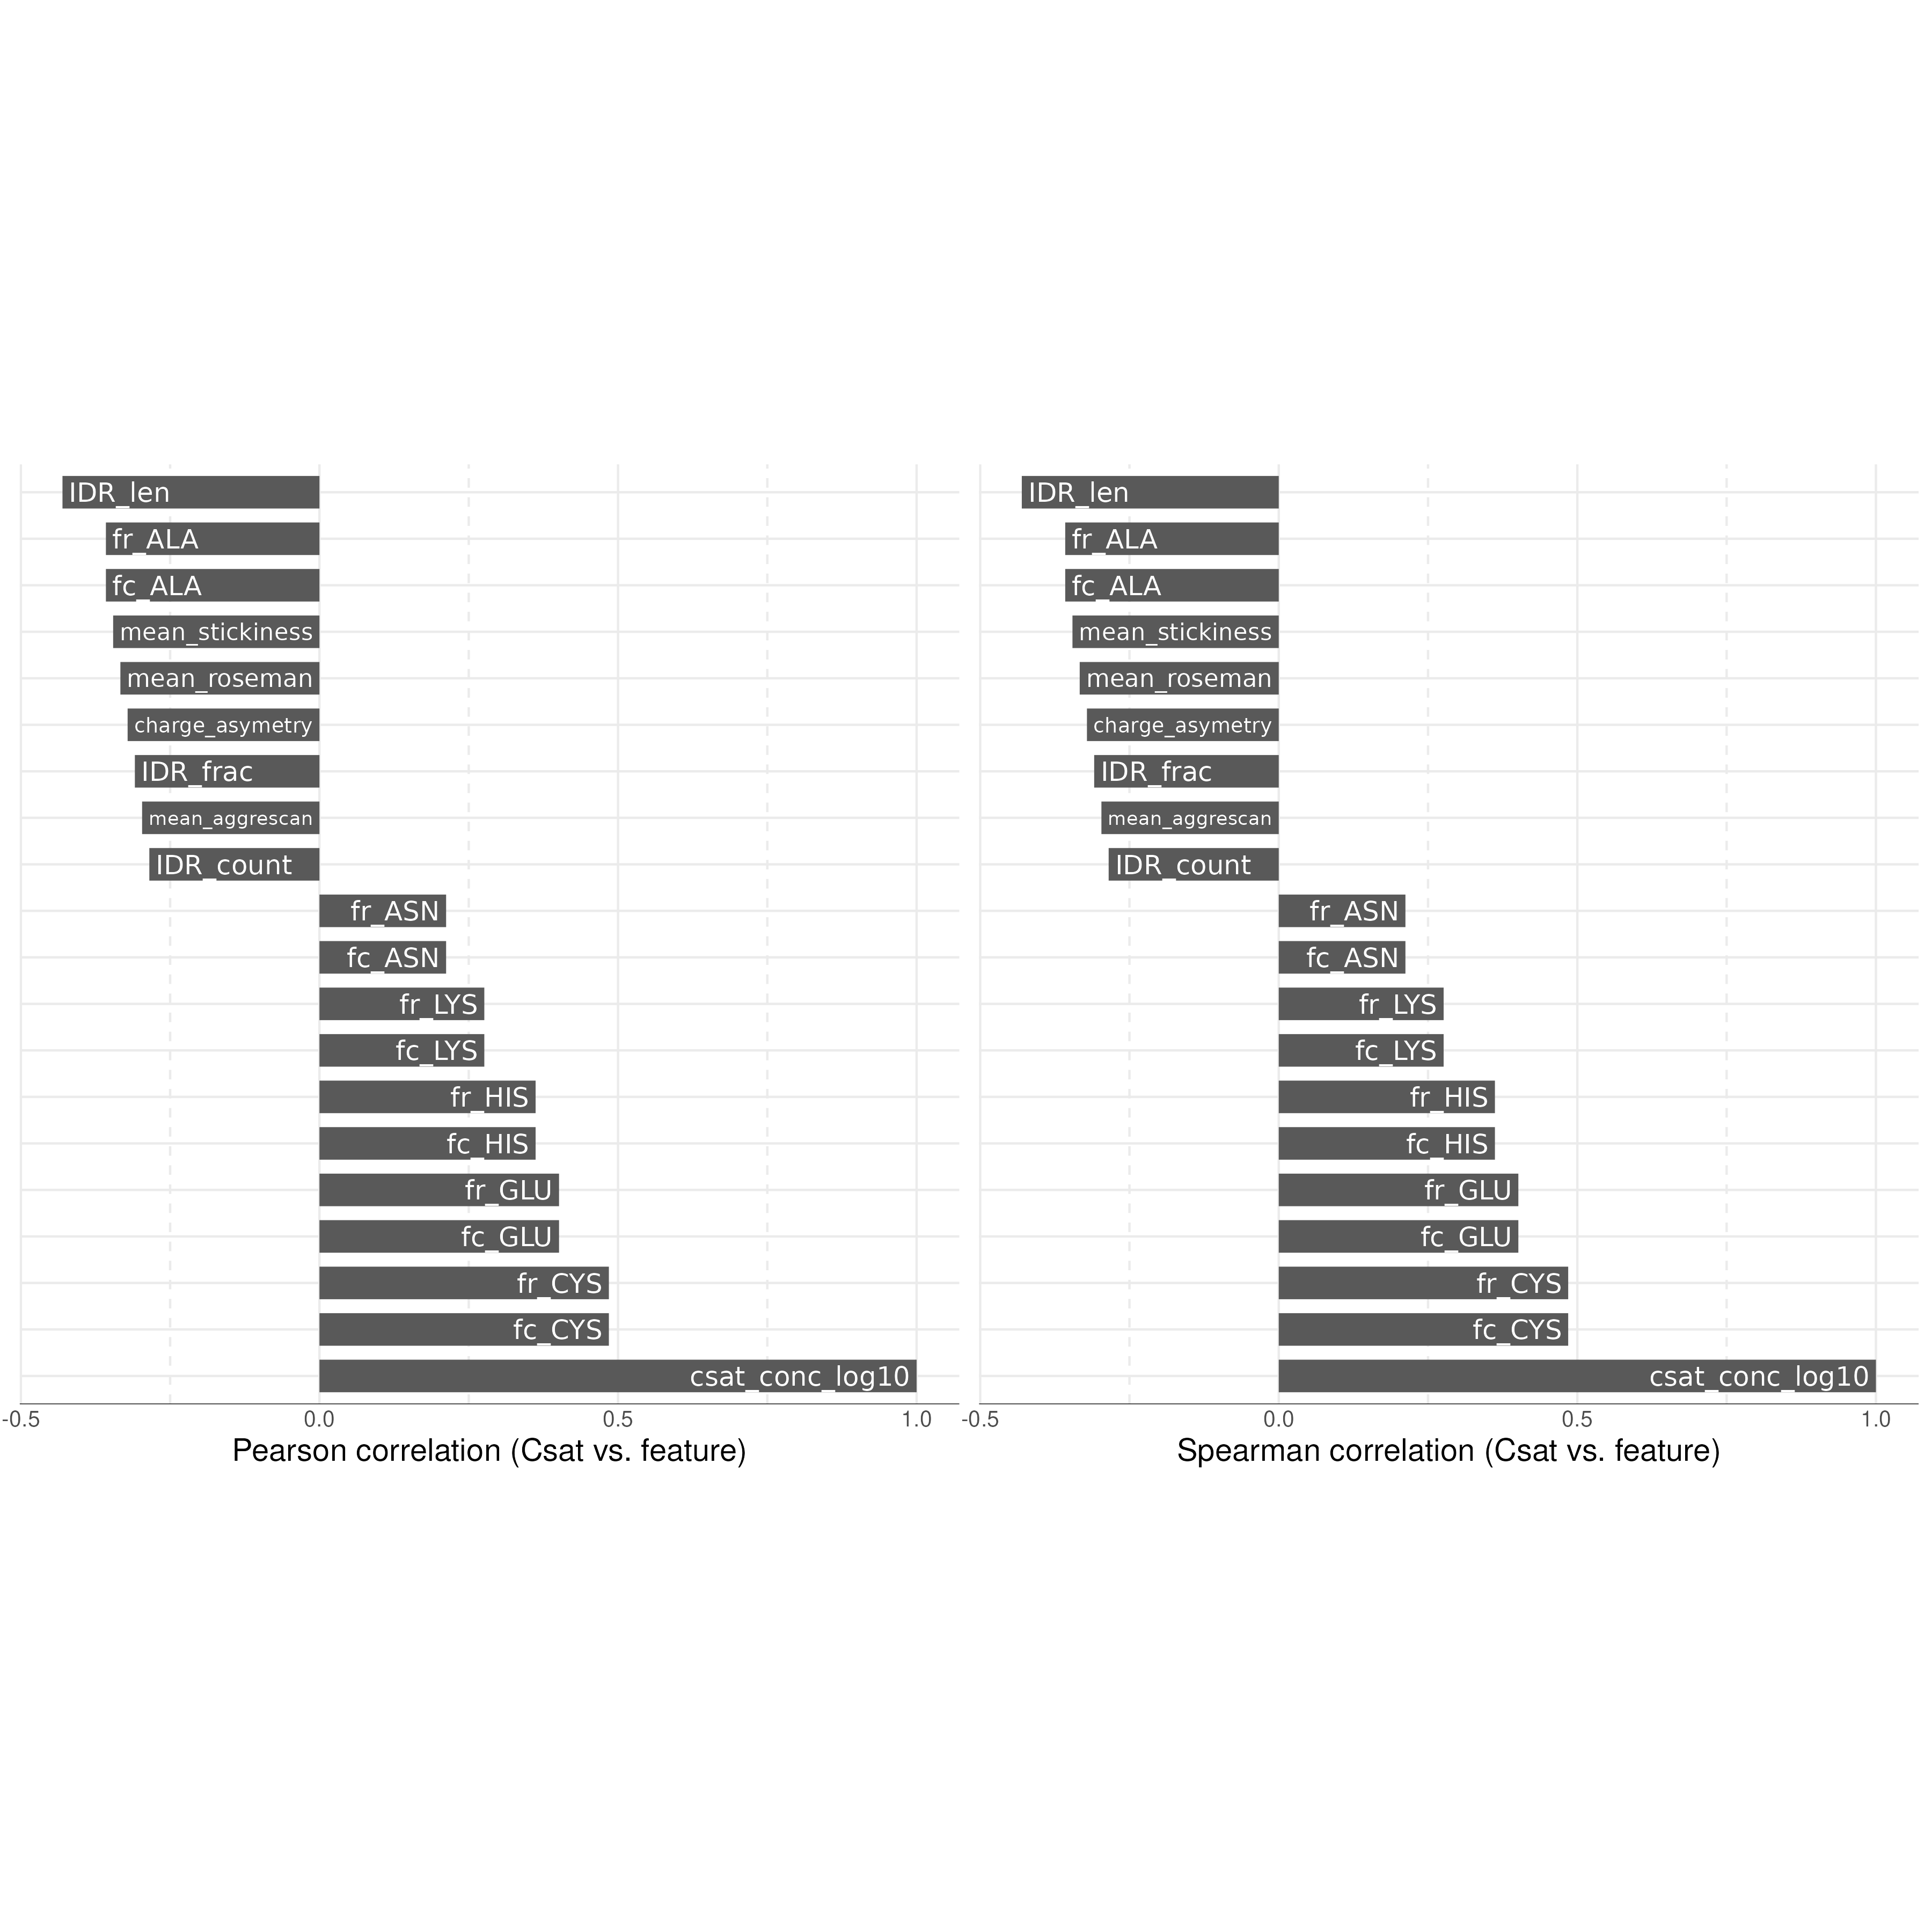 IDR_len
fr_ALA
fc_ALA
mean_stickiness
mean_roseman
charge_asymetry
IDR_frac
mean_aggrescan
IDR_count
fr_ASN
fc_ASN
fr_LYS
fc_LYS
fr_HIS
fc_HIS
fr_GLU
fc_GLU
fr_CYS
fc_CYS
csat_conc_log10
-0.5 0.0 0.5 1.0
Pearson correlation (Csat vs. feature)
IDR_len
fr_ALA
fc_ALA
mean_stickiness
mean_roseman
charge_asymetry
IDR_frac
mean_aggrescan
IDR_count
fr_ASN
fc_ASN
fr_LYS
fc_LYS
fr_HIS
fc_HIS
fr_GLU
fc_GLU
fr_CYS
fc_CYS
csat_conc_log10
-0.5 0.0 0.5 1.0
Spearman correlation (Csat vs. feature)